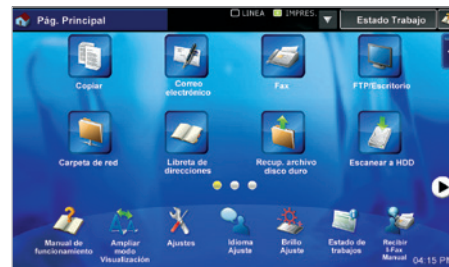 Pág. Principal
LINEA
IMPRES.
Estado Trabajo
Copiar
Correo
electrónico
Fax
FTP/Escritorio
Carpeta de red
Libreta de
direcciones
Recup. archivo
disco duro
Escanear a HDD
Manual de
funcionamiento
Ampliar
modo
Visualización
Ajustes
Idioma
Ajuste
Brillo
Ajuste
Estado de
trabajos
Recibir
I-Fax
Manual
04:15 PM